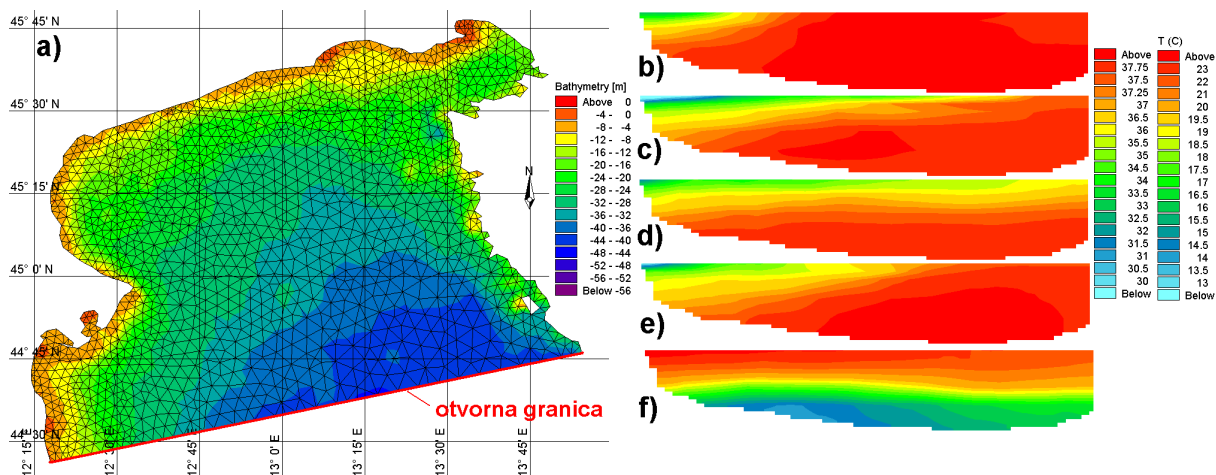 45° 45' N
45° 30' N
45° 15' N
45° 0' N
44° 45' N
44° 30' N
12° 15' E
12° 30' E
12° 45' E
13° 0' E
13° 15' E
13° 30' E
13° 45' E
a)
N
otvorna granica
Bathymetry [m]
Above 0
-4 - 0
-8 - -4
-12 - -8
-16 - -12
-20 - -16
-24 - -20
-28 - -24
-32 - -28
-36 - -32
-40 - -36
-44 - -40
-48 - -44
-52 - -48
-56 - -52
Below -56
b)
c)
d)
e)
f)
Above
37.75
37.5
37.25
37
36.5
36
35.5
35
34.5
34
33.5
33
32.5
32
31.5
31
30.5
30
Below
T (C)
Above
23
22
21
20
19.5
19
18.5
18
17.5
17
16.5
16
15.5
15
14.5
14
13.5
13
Below